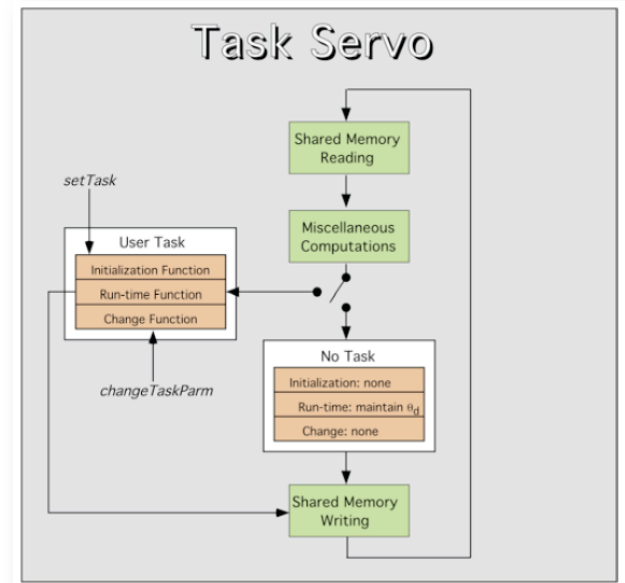 Task Servo
Shared Memory
Reading
setTask
Miscellaneous
Computations
User Task
Initialization Function
Run-time Function
Change Function
changeTaskParm
No Task
Initialization: none
Run-time: maintain θd
Change: none
Shared Memory
Writing